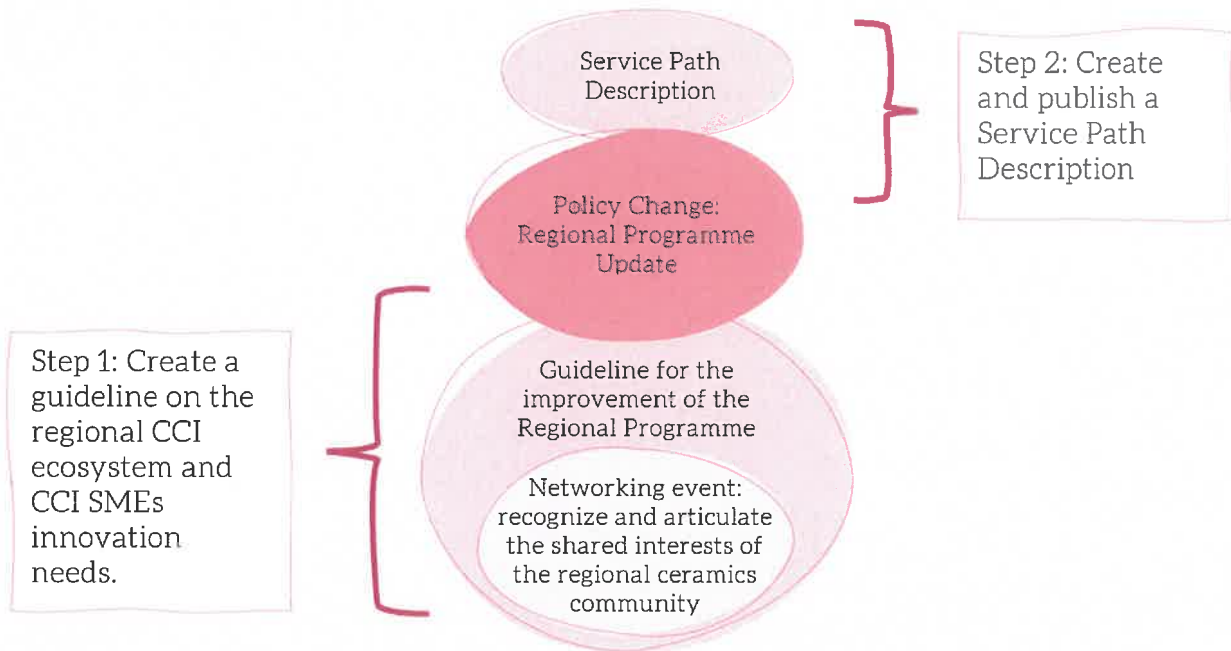 Service Path
Description
Step 2: Create
and publish a
Service Path
Description
Policy Change:
Regional Programme
Update
Step 1: Create a
guideline on the
regional CCI
ecosystem and
CCI SMEs
innovation
needs.
Guideline for the
improvement of the
Regional Programme
Networking event:
recognize and articulate
the shared interests of
the regional ceramics
community